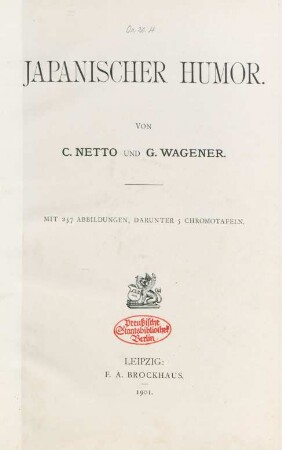 JAPANISCHER HUMOR.
VON
C. NETTO UND G. WAGENER.
MIT 257 ABBILDUNGEN, DARUNTER 5 CHROMOTAFELN.
Preußische
Staatsbibliothek
Berlin
LEIPZIG:
F. A. BROCKHAUS.
1901.